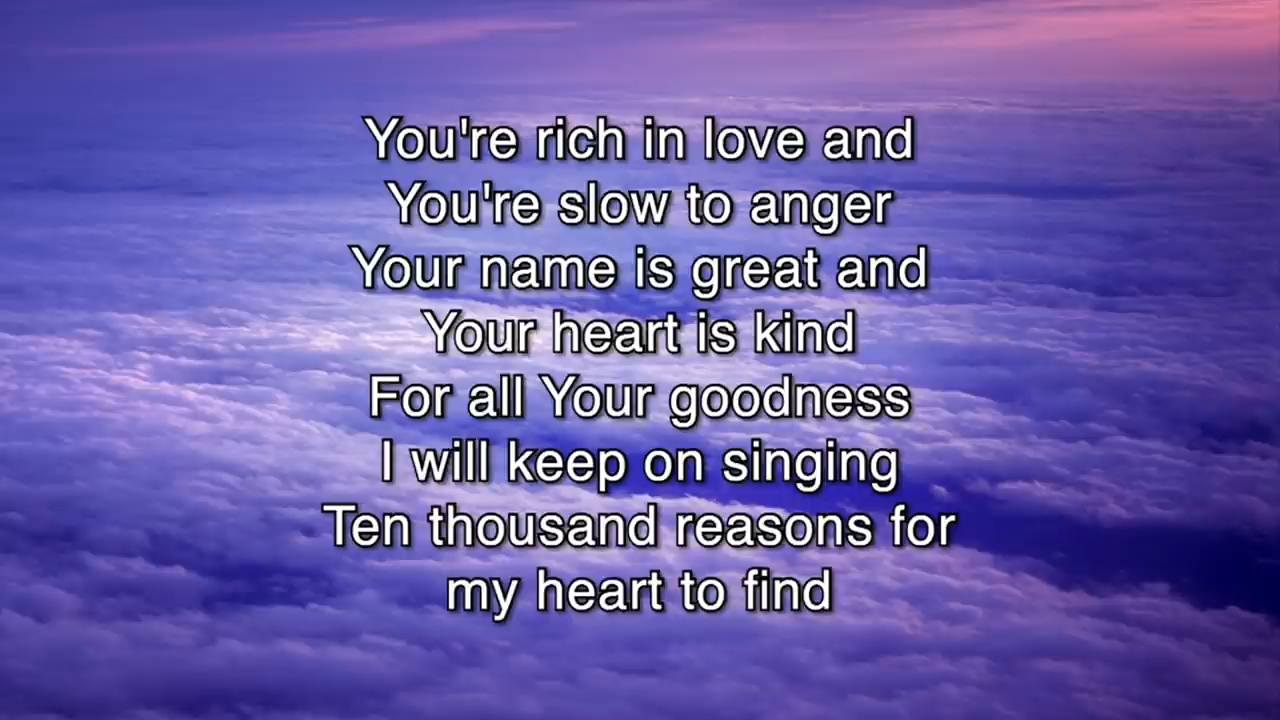 You're rich in love and
You're slow to anger
Your name is great and
Your heart is kind
For all Your goodness
I will keep on singing
Ten thousand reasons for
my heart to find